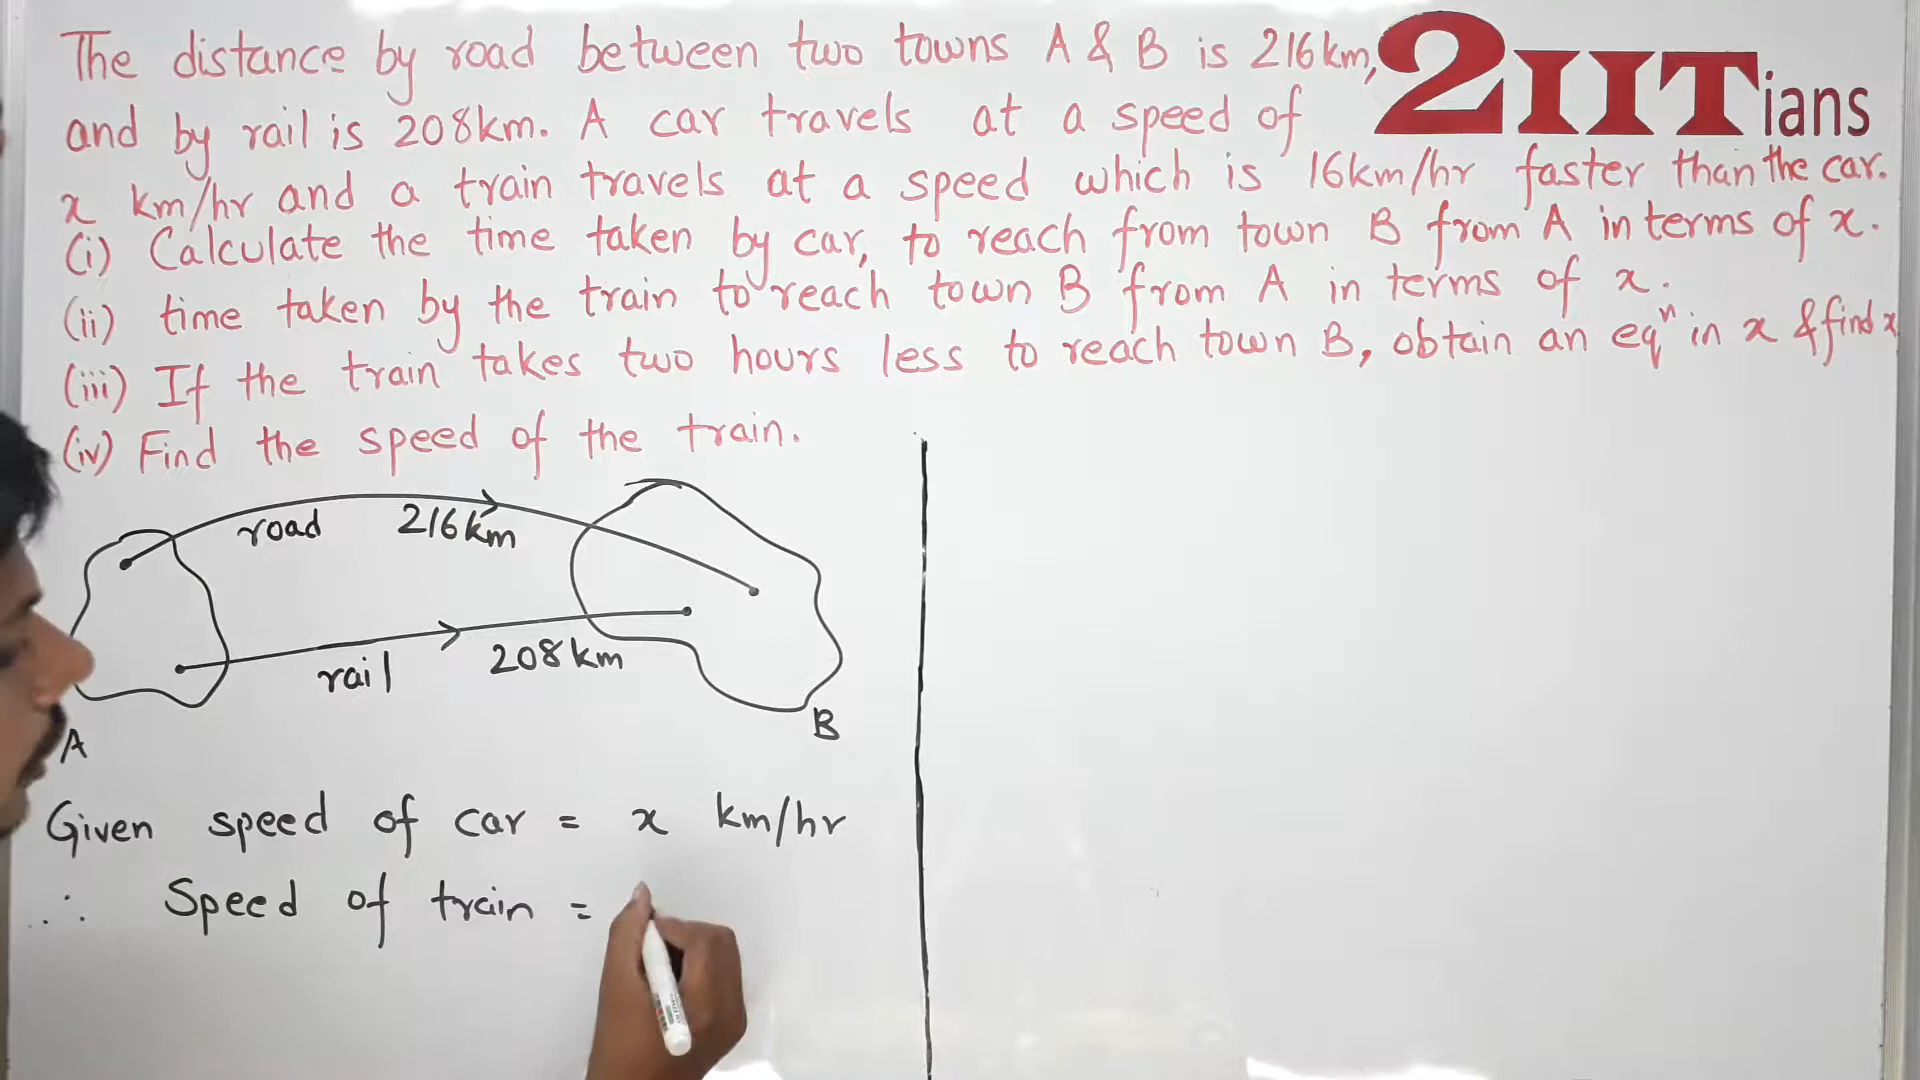 The distance by road between two towns A & B is 216km,
2IITians
and by rail is 208km. A car travels at a speed of
x km/hr and a train travels at a speed which is 16km/hr faster than the car.
(i) Calculate the time taken by car, to reach from town B from A in terms of x.
(ii) time taken by the train to reach town B from A in terms of x.
(iii) If the train takes two hours less to reach town B, obtain an eqⁿ in x & find x
(iv) Find the speed of the train.
road 216km
rail 208km
A
B
Given speed of car = x km/hr
∴ Speed of train =